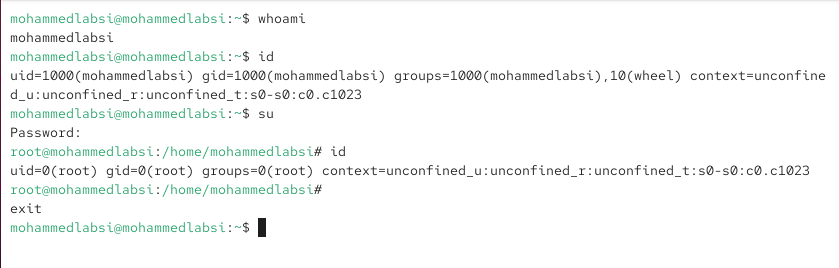 mohammedlabsi@mohammedlabsi:~$ whoami
mohammedlabsi
mohammedlabsi@mohammedlabsi:~$ id
uid=1000(mohammedlabsi) gid=1000(mohammedlabsi) groups=1000(mohammedlabsi),10(wheel) context=unconfine
d_u:unconfined_r:unconfined_t:s0-s0:c0.c1023
mohammedlabsi@mohammedlabsi:~$ su
Password:
root@mohammedlabsi:/home/mohammedlabsi# id
uid=0(root) gid=0(root) groups=0(root) context=unconfined_u:unconfined_r:unconfined_t:s0-s0:c0.c1023
root@mohammedlabsi:/home/mohammedlabsi#
exit
mohammedlabsi@mohammedlabsi:~$